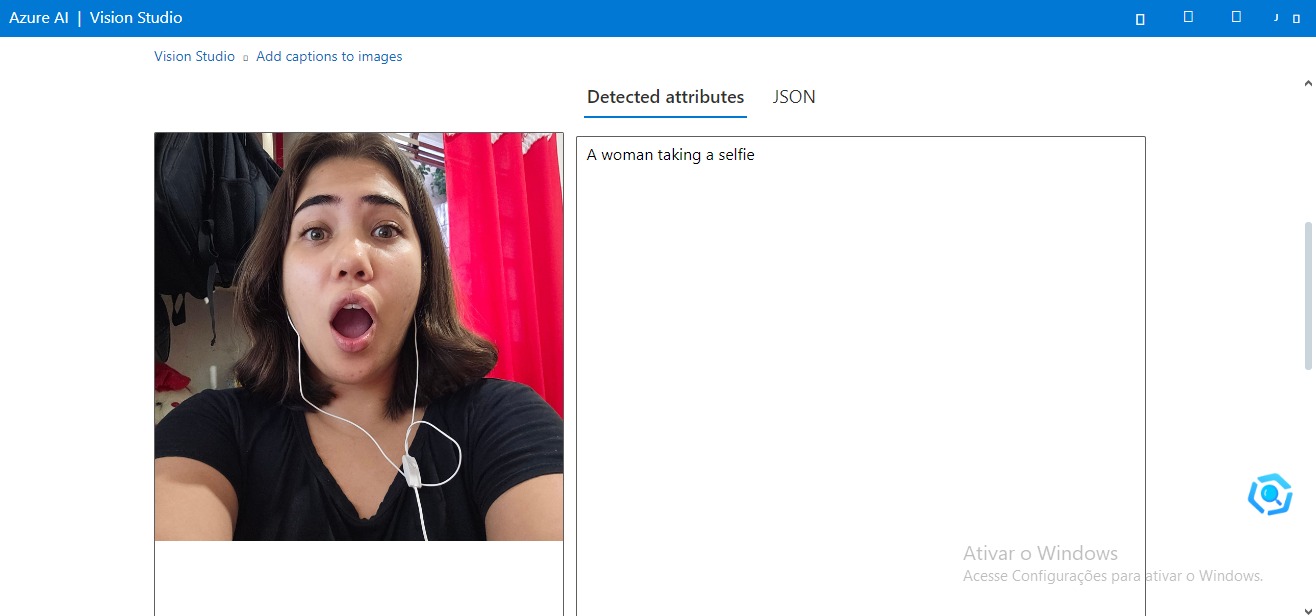 Azure AI | Vision Studio
Vision Studio Add captions to images
Detected attributes JSON
A woman taking a selfie
Ativar o Windows
Acesse Configurações para ativar o Windows.